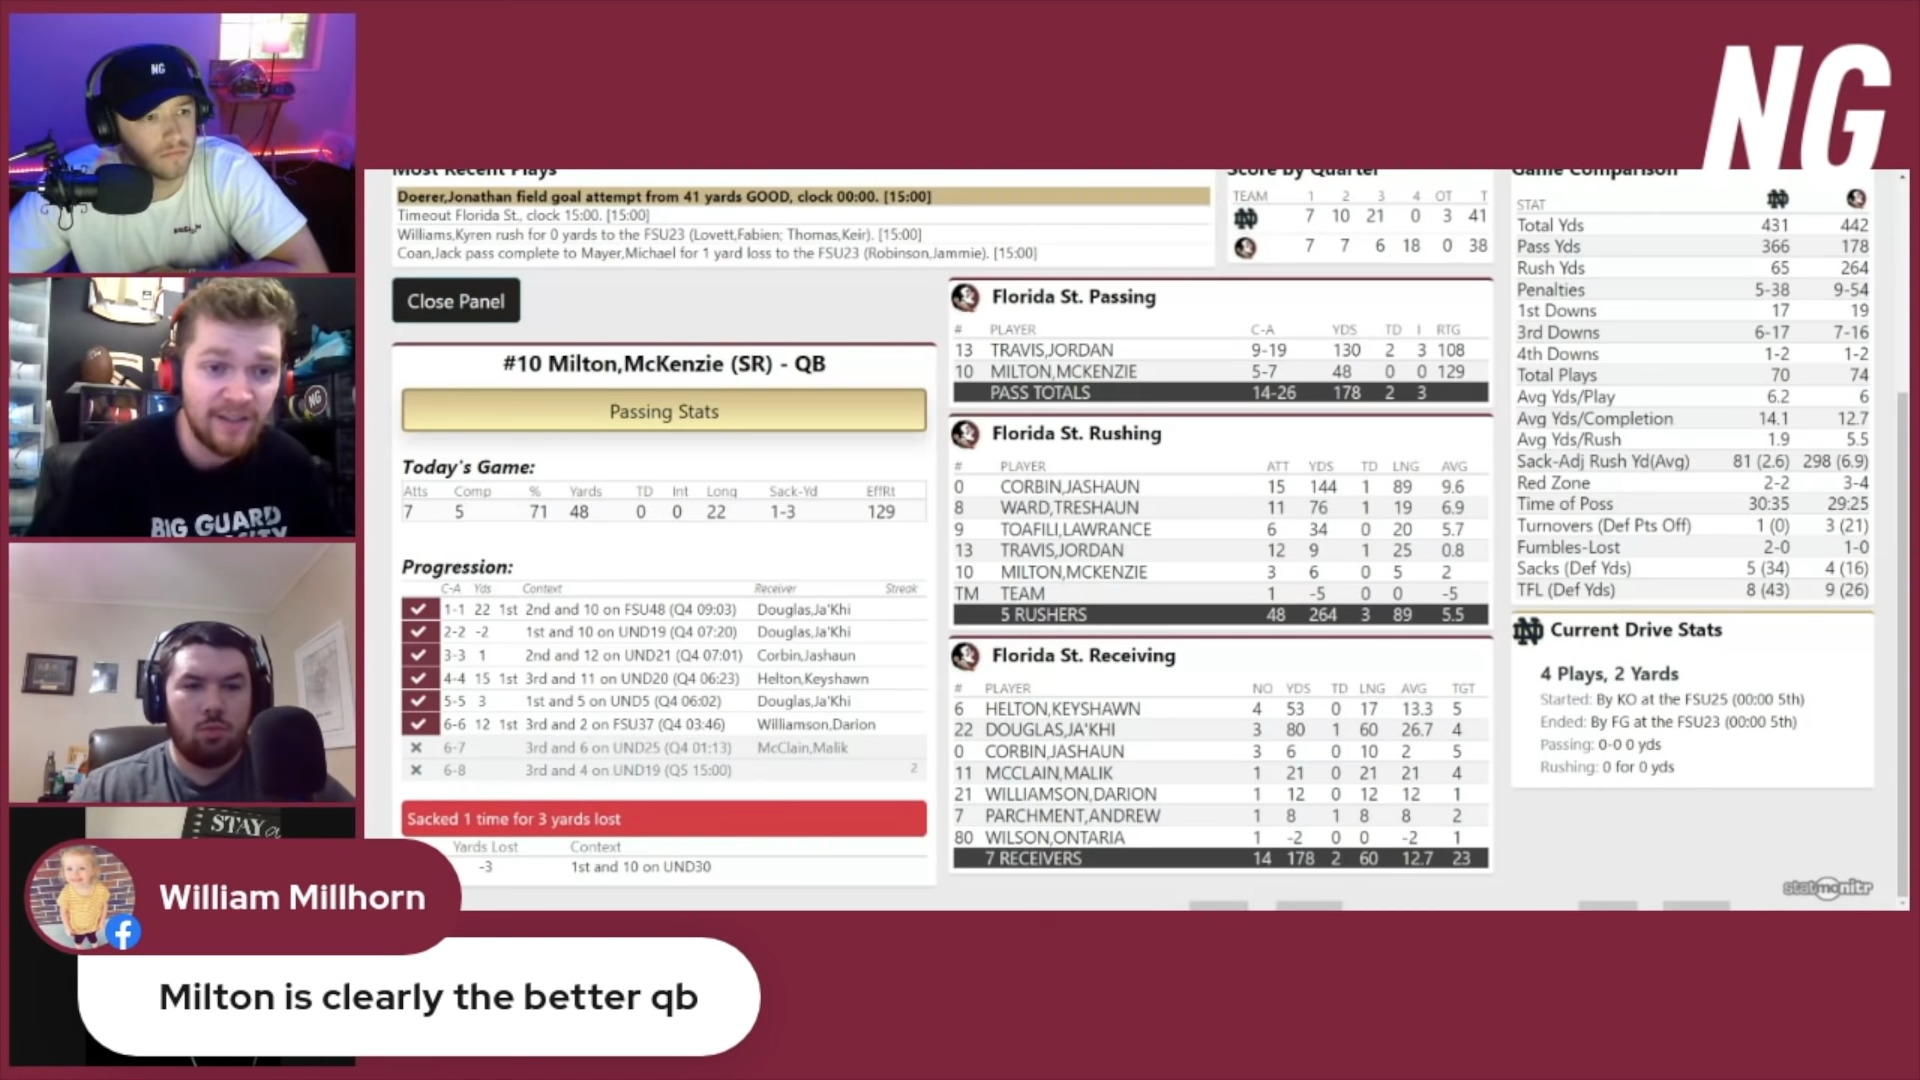 NG
NG
BIG GUARD
NG
STAY
Most Recent Plays
Doerer,Jonathan field goal attempt from 41 yards GOOD, clock 00:00. [15:00]
Timeout Florida St., clock 15:00. [15:00]
Williams,Kyren rush for 0 yards to the FSU23 (Lovett,Fabien; Thomas,Keir). [15:00]
Coan,Jack pass complete to Mayer,Michael for 1 yard loss to the FSU23 (Robinson,Jammie). [15:00]
Score by Quarter
TEAM 1 2 3 4 OT T
7 10 21 0 3 41
7 7 6 18 0 38
Close Panel
#10 Milton,McKenzie (SR) - QB
Passing Stats
Today's Game:
Atts Comp % Yards TD Int Long Sack-Yd EffRt
7 5 71 48 0 0 22 1-3 129
Progression:
C-A Yds Context Receiver Streak
1-1 22 1st 2nd and 10 on FSU48 (Q4 09:03) Douglas,Ja'Khi
2-2 -2 1st and 10 on UND19 (Q4 07:20) Douglas,Ja'Khi
3-3 1 2nd and 12 on UND21 (Q4 07:01) Corbin,Jashaun
4-4 15 1st 3rd and 11 on UND20 (Q4 06:23) Helton,Keyshawn
5-5 3 1st and 5 on UND5 (Q4 06:02) Douglas,Ja'Khi
6-6 12 1st 3rd and 2 on FSU37 (Q4 03:46) Williamson,Darion
6-7 3rd and 6 on UND25 (Q4 01:13) McClain,Malik
6-8 3rd and 4 on UND19 (Q5 15:00) 2
Sacked 1 time for 3 yards lost
Yards Lost Context
-3 1st and 10 on UND30
Florida St. Passing
# PLAYER C-A YDS TD I RTG
13 TRAVIS,JORDAN 9-19 130 2 3 108
10 MILTON,MCKENZIE 5-7 48 0 0 129
PASS TOTALS 14-26 178 2 3
Florida St. Rushing
# PLAYER ATT YDS TD LNG AVG
0 CORBIN,JASHAUN 15 144 1 89 9.6
8 WARD,TRESHAUN 11 76 1 19 6.9
9 TOAFILI,LAWRANCE 6 34 0 20 5.7
13 TRAVIS,JORDAN 12 9 1 25 0.8
10 MILTON,MCKENZIE 3 6 0 5 2
TM TEAM 1 -5 0 0 -5
5 RUSHERS 48 264 3 89 5.5
Florida St. Receiving
# PLAYER NO YDS TD LNG AVG TGT
6 HELTON,KEYSHAWN 4 53 0 17 13.3 5
22 DOUGLAS,JA'KHI 3 80 1 60 26.7 4
0 CORBIN,JASHAUN 3 6 0 10 2 5
11 MCCLAIN,MALIK 1 21 0 21 21 4
21 WILLIAMSON,DARION 1 12 0 12 12 1
7 PARCHMENT,ANDREW 1 8 1 8 8 2
80 WILSON,ONTARIA 1 -2 0 0 -2 1
7 RECEIVERS 14 178 2 60 12.7 23
Game Comparison
STAT
Total Yds 431 442
Pass Yds 366 178
Rush Yds 65 264
Penalties 5-38 9-54
1st Downs 17 19
3rd Downs 6-17 7-16
4th Downs 1-2 1-2
Total Plays 70 74
Avg Yds/Play 6.2 6
Avg Yds/Completion 14.1 12.7
Avg Yds/Rush 1.9 5.5
Sack-Adj Rush Yd(Avg) 81 (2.6) 298 (6.9)
Red Zone 2-2 3-4
Time of Poss 30:35 29:25
Turnovers (Def Pts Off) 1 (0) 3 (21)
Fumbles-Lost 2-0 1-0
Sacks (Def Yds) 5 (34) 4 (16)
TFL (Def Yds) 8 (43) 9 (26)
Current Drive Stats
4 Plays, 2 Yards
Started: By KO at the FSU25 (00:00 5th)
Ended: By FG at the FSU23 (00:00 5th)
Passing: 0-0 0 yds
Rushing: 0 for 0 yds
statmonitr
William Millhorn
Milton is clearly the better qb